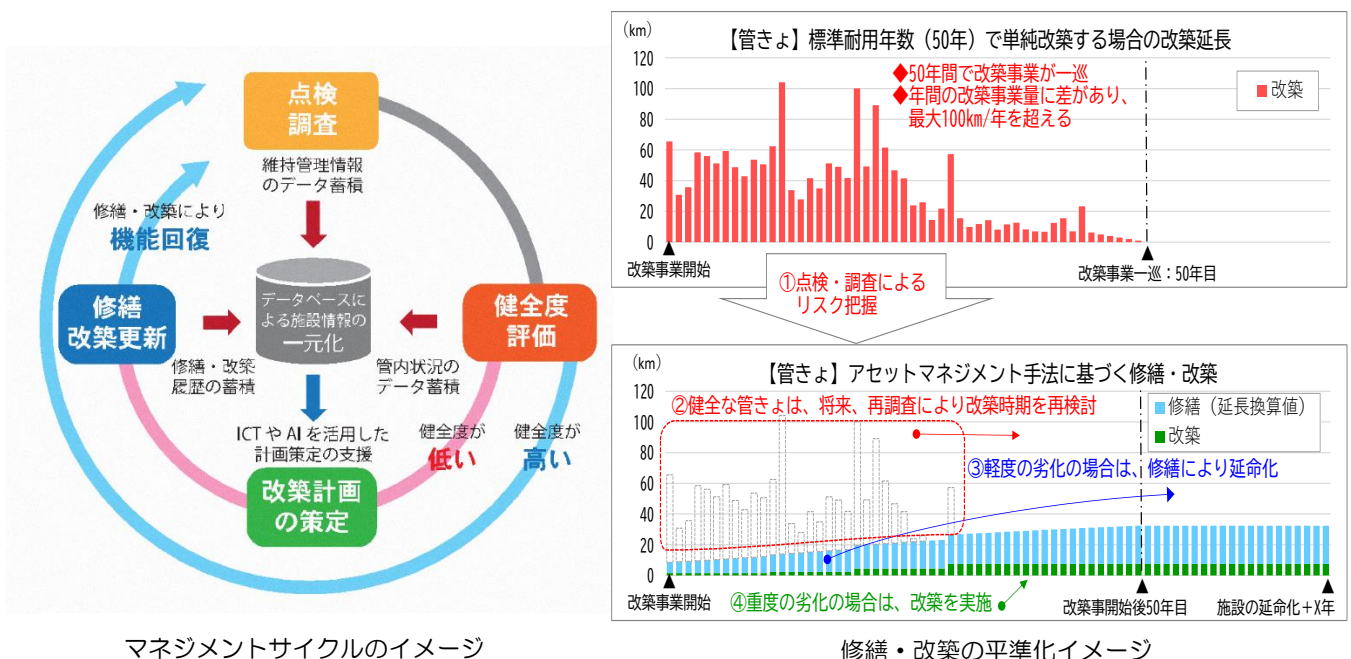 点検
調査
維持管理情報
のデータ蓄積
修繕・改築により
機能回復
データベースに
よる施設情報の
一元化
修繕
改築更新
健全度
評価
修繕・改築
履歴の蓄積
管内状況の
データ蓄積
ICTやAIを活用した
計画策定の支援
健全度が
低い
健全度が
高い
改築計画
の策定
マネジメントサイクルのイメージ
(km)
【管きょ】標準耐用年数（50年）で単純改築する場合の改築延長
120
100
80
60
40
20
0
◆50年間で改築事業が一巡
◆年間の改築事業量に差があり、
最大100km/年を超える
改築
改築事業開始
改築事業一巡：50年目
①点検・調査による
リスク把握
(km)
【管きょ】アセットマネジメント手法に基づく修繕・改築
120
100
80
60
40
20
0
②健全な管きょは、将来、再調査により改築時期を再検討
修繕（延長換算値）
改築
③軽度の劣化の場合は、修繕により延命化
④重度の劣化の場合は、改築を実施
改築事業開始
改築事開始後50年目
施設の延命化+X年
修繕・改築の平準化イメージ